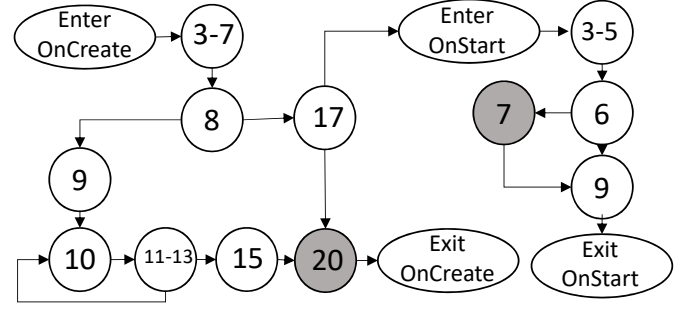 Enter
OnCreate
3-7
Enter
OnStart
3-5
8
17
7
6
9
9
10
11-13
15
20
Exit
OnCreate
Exit
OnStart